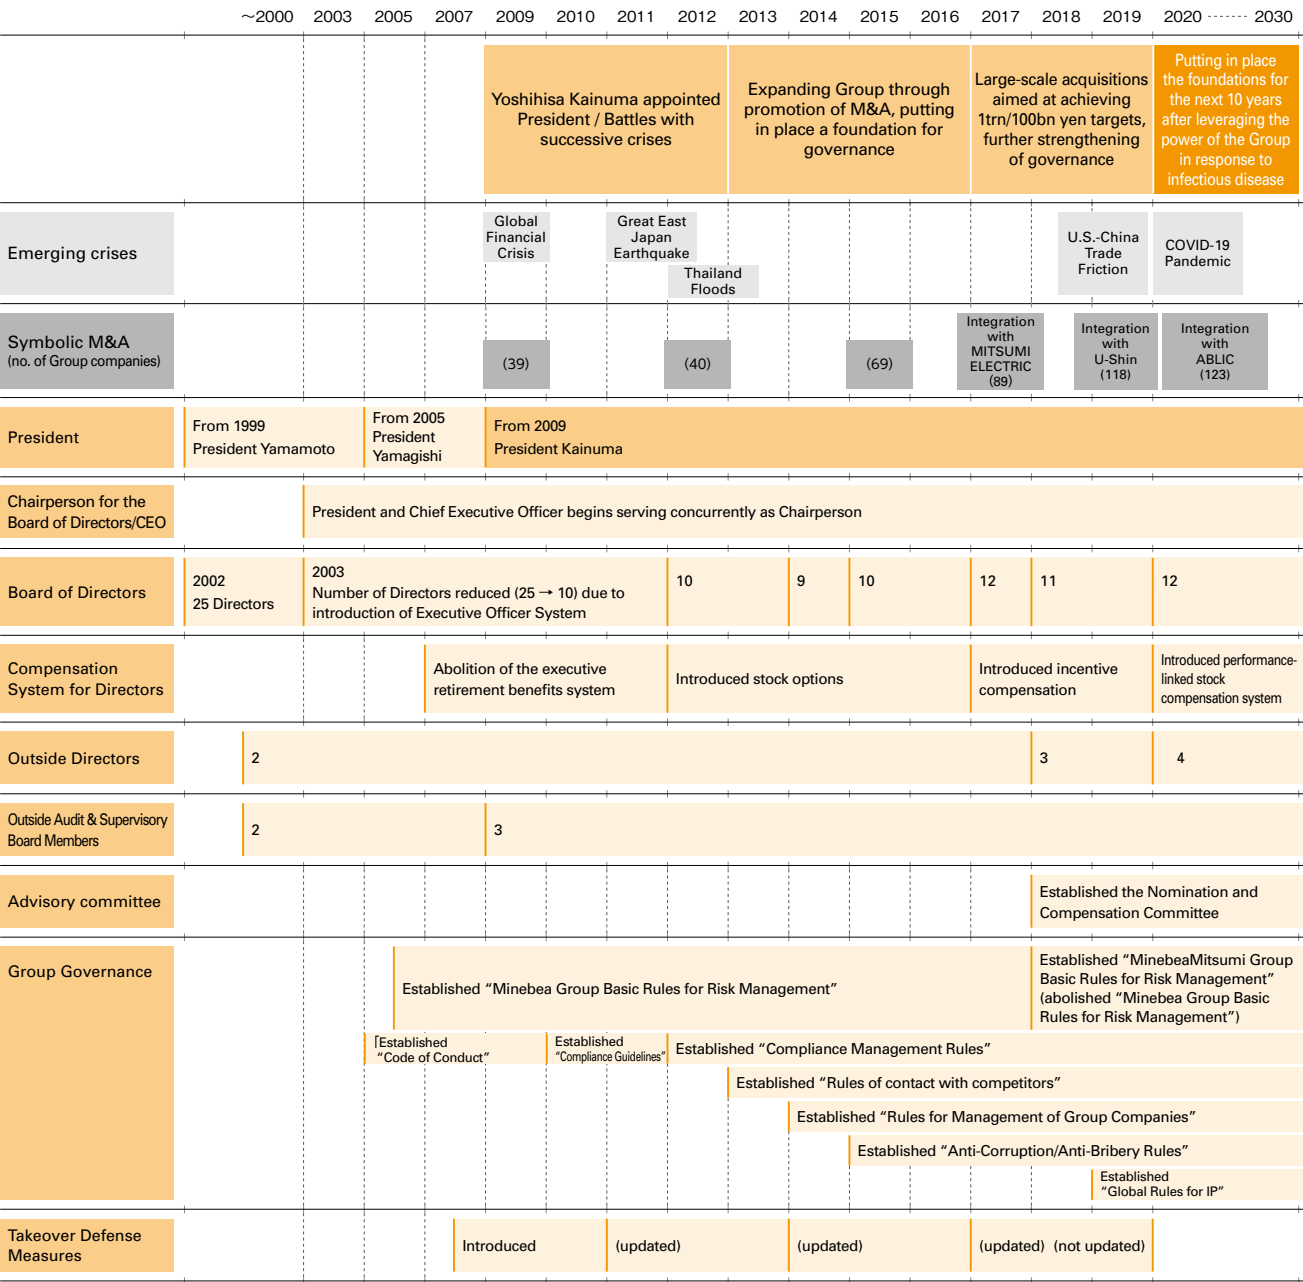 ~2000 2003 2005 2007 2009 2010 2011 2012 2013 2014 2015 2016 2017 2018 2019 2020 -------- 2030
Yoshihisa Kainuma appointed
President / Battles with
successive crises
Expanding Group through
promotion of M&A, putting
in place a foundation for
governance
Large-scale acquisitions
aimed at achieving
1trn/100bn yen targets,
further strengthening
of governance
Putting in place
the foundations for
the next 10 years
after leveraging the
power of the Group
in response to
infectious disease
Emerging crises
Global
Financial
Crisis
Great East
Japan
Earthquake
Thailand
Floods
U.S.-China
Trade
Friction
COVID-19
Pandemic
Symbolic M&A
(no. of Group companies)
(39)
(40)
(69)
Integration
with
MITSUMI
ELECTRIC
(89)
Integration
with
U-Shin
(118)
Integration
with
ABLIC
(123)
President
From 1999
President Yamamoto
From 2005
President
Yamagishi
From 2009
President Kainuma
Chairperson for the
Board of Directors/CEO
President and Chief Executive Officer begins serving concurrently as Chairperson
Board of Directors
2002
25 Directors
2003
Number of Directors reduced (25 → 10) due to
introduction of Executive Officer System
10
9
10
12
11
12
Compensation
System for Directors
Abolition of the executive
retirement benefits system
Introduced stock options
Introduced incentive
compensation
Introduced performance-
linked stock
compensation system
Outside Directors
2
3
4
Outside Audit & Supervisory
Board Members
2
3
Advisory committee
Established the Nomination and
Compensation Committee
Group Governance
Established “Minebea Group Basic Rules for Risk Management”
Established “MinebeaMitsumi Group
Basic Rules for Risk Management”
(abolished “Minebea Group Basic
Rules for Risk Management”)
「Established
“Code of Conduct”
Established
“Compliance Guidelines”
Established “Compliance Management Rules”
Established “Rules of contact with competitors”
Established “Rules for Management of Group Companies”
Established “Anti-Corruption/Anti-Bribery Rules”
Established
“Global Rules for IP”
Takeover Defense
Measures
Introduced
(updated)
(updated)
(updated) (not updated)